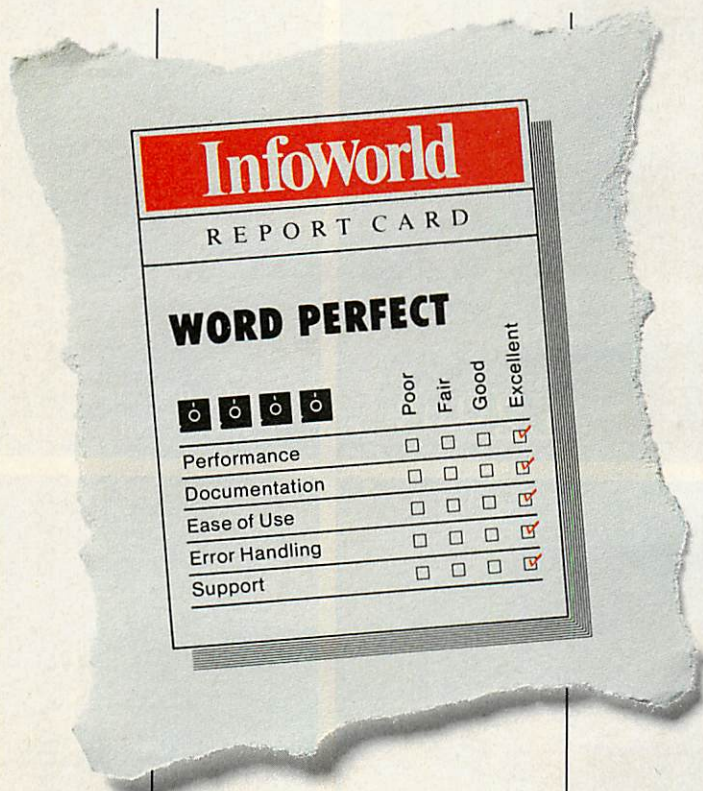 InfoWorld
REPORT CARD
WORD PERFECT
Poor Fair Good Excellent
Performance
Documentation
Ease of Use
Error Handling
Support